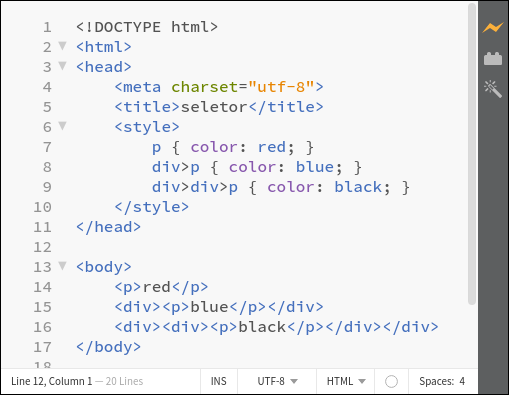 1 <!DOCTYPE html>
2 <html>
3 <head>
4     <meta charset="utf-8">
5     <title>seletor</title>
6     <style>
7         p { color: red; }
8         div>p { color: blue; }
9         div>div>p { color: black; }
10     </style>
11 </head>
12
13 <body>
14     <p>red</p>
15     <div><p>blue</p></div>
16     <div><div><p>black</p></div></div>
17 </body>
18
Line 12, Column 1 — 20 Lines INS UTF-8 HTML Spaces: 4